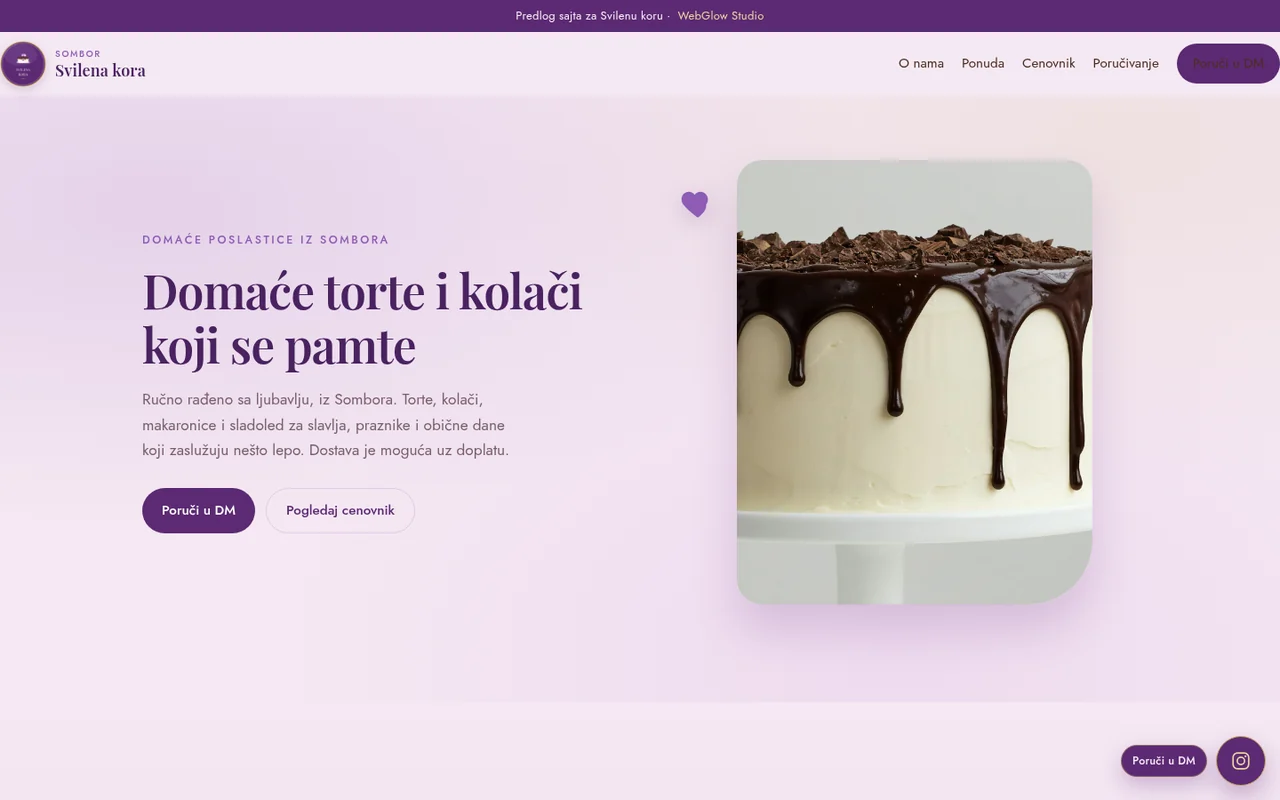 Predlog sajta za Svilenu koru · WebGlow Studio
SOMBOR
Svilena kora
O nama
Ponuda
Cenovnik
Poručivanje
Poruči u DM
DOMAĆE POSLASTICE IZ SOMBORA
Domaće torte i kolači
koji se pamte
Ručno rađeno sa ljubavlju, iz Sombora. Torte, kolači,
makaronice i sladoled za slavlja, praznike i obične dane
koji zaslužuju nešto lepo. Dostava je moguća uz doplatu.
Poruči u DM
Pogledaj cenovnik
Poruči u DM